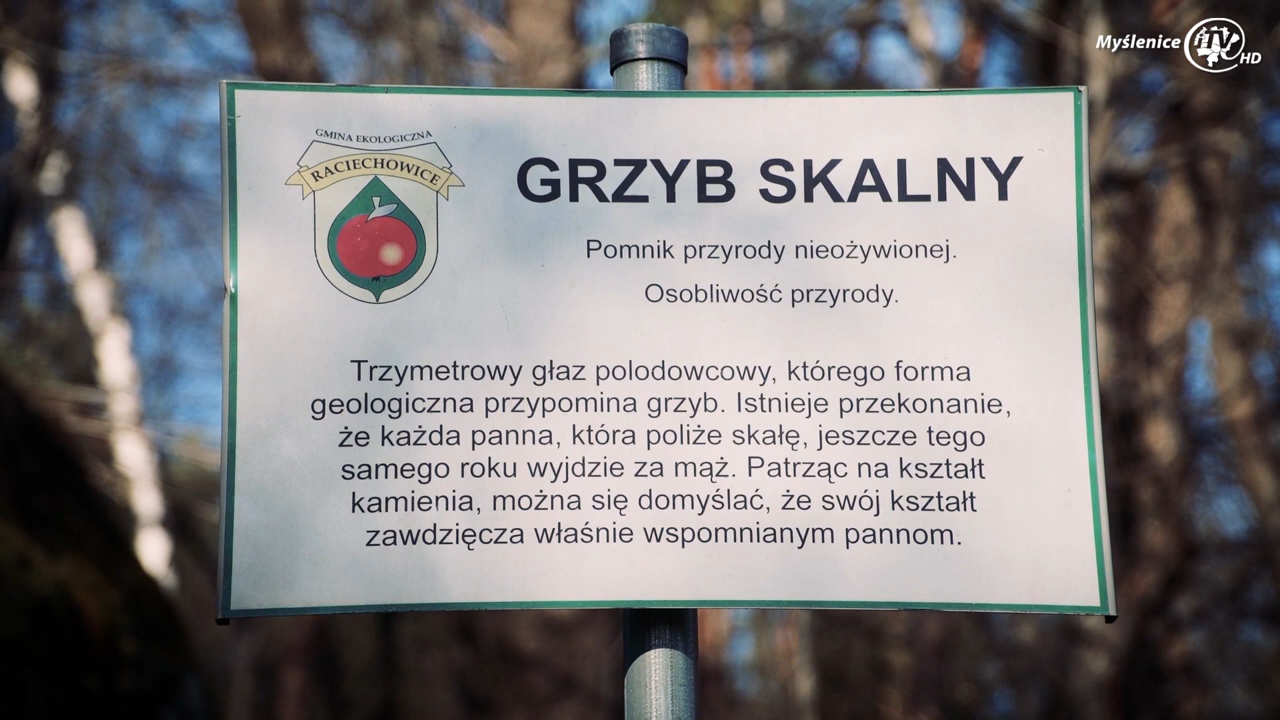 Myślenice iTV HD
GMINA EKOLOGICZNA
RACIECHOWICE
GRZYB SKALNY
Pomnik przyrody nieożywionej.
Osobliwość przyrody.
Trzymetrowy głaz polodowcowy, którego forma
geologiczna przypomina grzyb. Istnieje przekonanie,
że każda panna, która poliże skałę, jeszcze tego
samego roku wyjdzie za mąż. Patrząc na kształt
kamienia, można się domyślać, że swój kształt
zawdzięcza właśnie wspomnianym pannom.